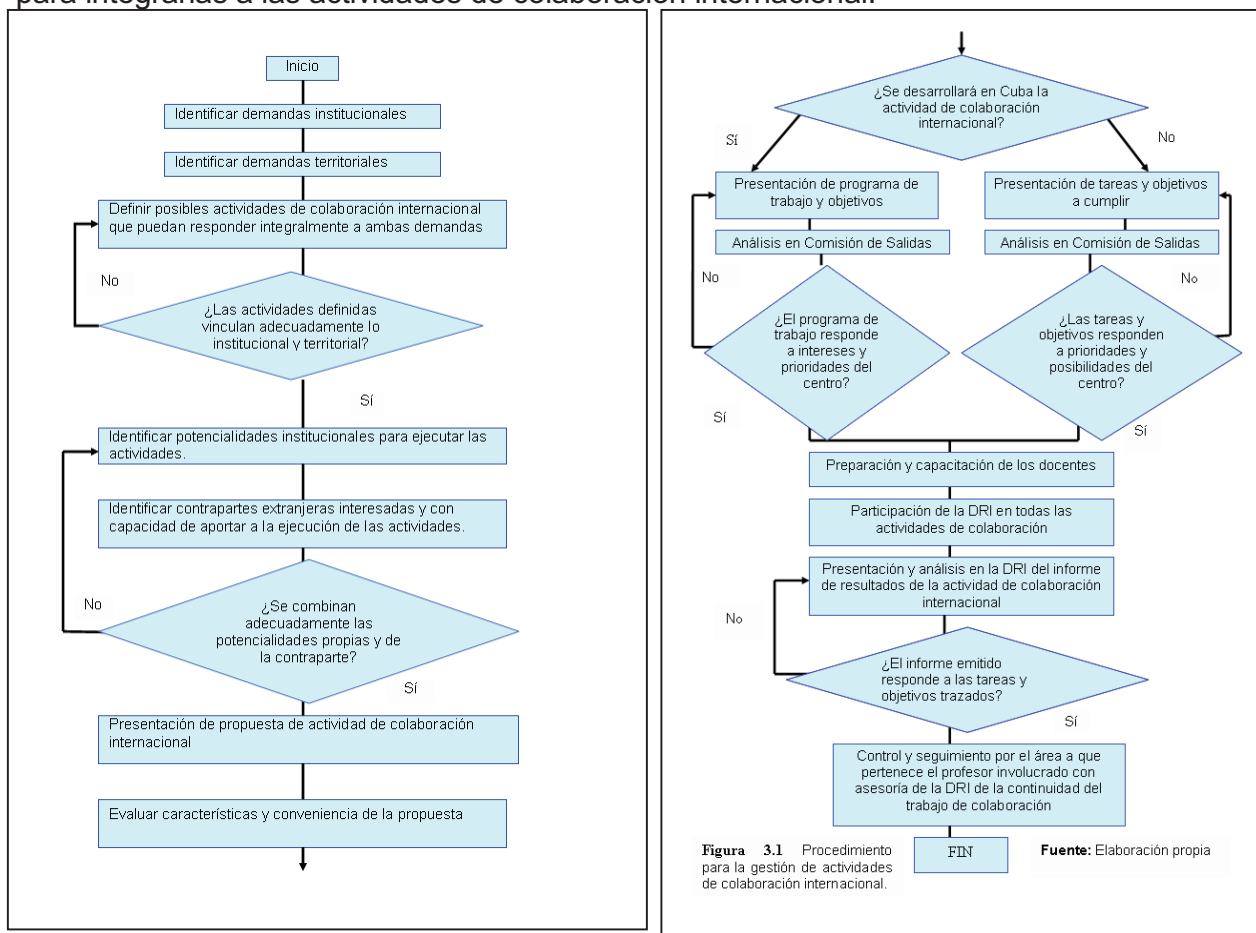 para integrarlas a las actividades de colaboración internacional.
Inicio
Identificar demandas institucionales
Identificar demandas territoriales
Definir posibles actividades de colaboración internacional
que puedan responder integralmente a ambas demandas
No
¿Las actividades definidas
vinculan adecuadamente lo
institucional y territorial?
Sí
Identificar potencialidades institucionales para ejecutar las
actividades.
Identificar contrapartes extranjeras interesadas y con
capacidad de aportar a la ejecución de las actividades.
No
¿Se combinan
adecuadamente las
potencialidades propias y de
la contraparte?
Sí
Presentación de propuesta de actividad de colaboración
internacional
Evaluar características y conveniencia de la propuesta
¿Se desarrollará en Cuba la
actividad de colaboración
internacional?
Sí
No
Presentación de programa de
trabajo y objetivos
Presentación de tareas y objetivos
a cumplir
Análisis en Comisión de Salidas
Análisis en Comisión de Salidas
No
No
¿El programa de
trabajo responde
a intereses y
prioridades del
centro?
¿Las tareas y
objetivos responden
a prioridades y
posibilidades del
centro?
Sí
Sí
Preparación y capacitación de los docentes
Participación de la DRI en todas las
actividades de colaboración
Presentación y análisis en la DRI del informe
de resultados de la actividad de colaboración
internacional
No
¿El informe emitido
responde a las tareas y
objetivos trazados?
Sí
Control y seguimiento por el área a que
pertenece el profesor involucrado con
asesoría de la DRI de la continuidad del
trabajo de colaboración
Figura 3.1 Procedimiento
para la gestión de actividades
de colaboración internacional.
FIN
Fuente: Elaboración propia